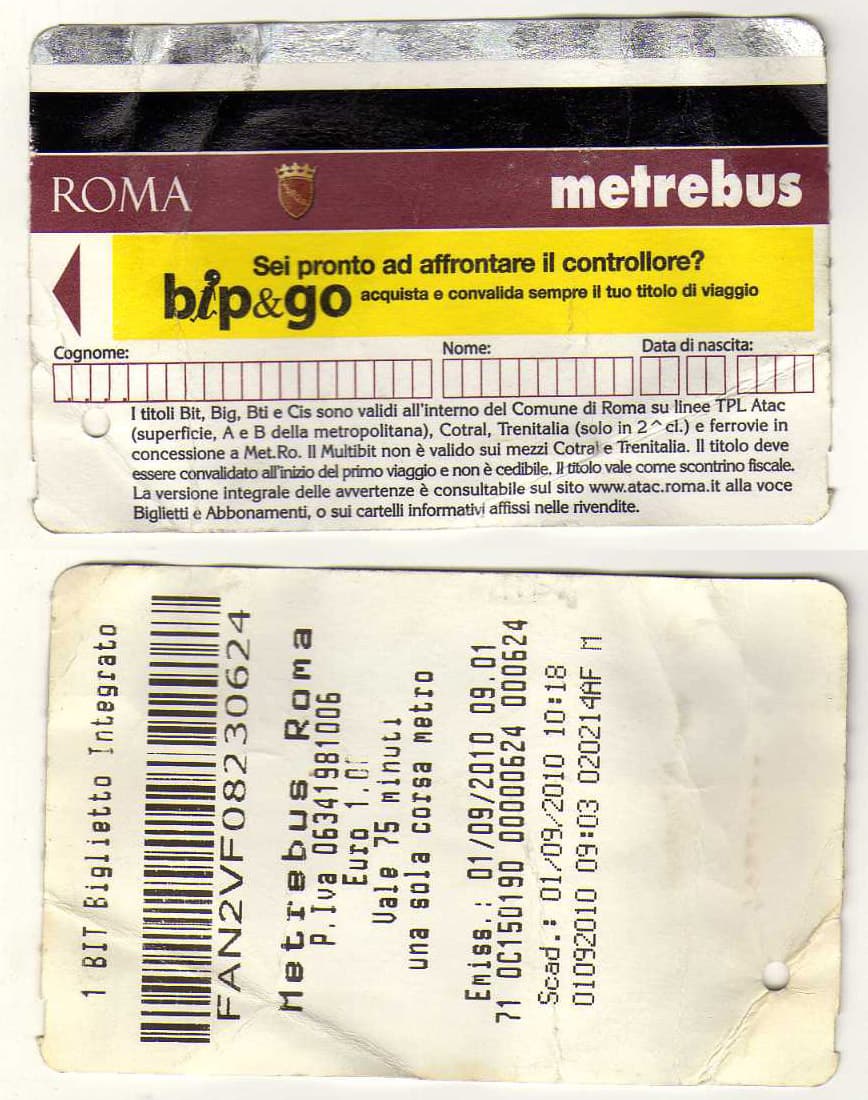 ROMA
metrebus
Sei pronto ad affrontare il controllore?
bip&go acquista e convalida sempre il tuo titolo di viaggio
Cognome: Nome: Data di nascita:
I titoli Bit, Big, Bti e Cis sono validi all'interno del Comune di Roma su linee TPL Atac
(superficie, A e B della metropolitana), Cotral, Trenitalia (solo in 2^cl.) e ferrovie in
concessione a Met.Ro. Il Multibit non è valido sui mezzi Cotral e Trenitalia. Il titolo deve
essere convalidato all'inizio del primo viaggio e non è cedibile. Il titolo vale come scontrino fiscale.
La versione integrale delle avvertenze è consultabile sul sito www.atac.roma.it alla voce
Biglietti e Abbonamenti, o sui cartelli informativi affissi nelle rivendite.
1 BIT Biglietto Integrato
FAN2VF08230624
Metrebus Roma
P.Iva 06341981006
Euro
Vale 75 minuti
una sola corsa metro
Emiss.: 01/09/2010 09.01
71 OC150190 00000624 000624
Scad.: 01/09/2010 10:18
01092010 09:03 020214AF M